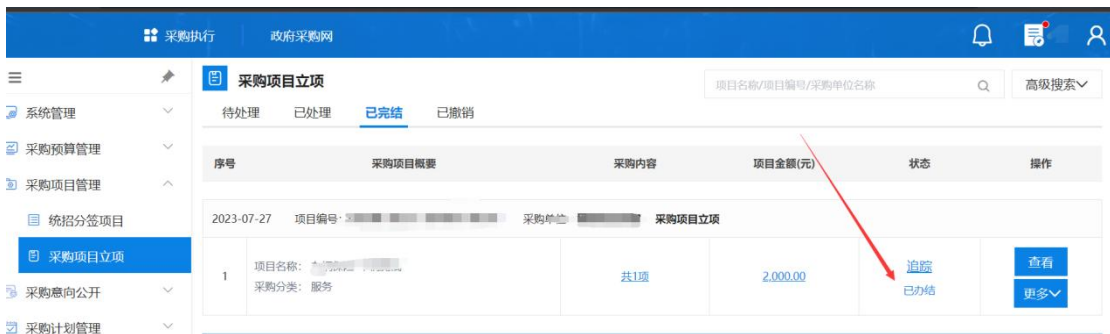 采购执行 政府采购网
采购项目立项 项目名称/项目编号/采购单位名称 高级搜索
系统管理 待处理 已处理 已完结 已撤销
采购预算管理
序号 采购项目概要 采购内容 项目金额(元) 状态 操作
采购项目管理
统招分签项目 2023-07-27 项目编号: 采购单位: 采购项目立项
采购项目立项 项目名称: 追踪 查看
1 共1项 2,000.00
采购意向公开 采购分类: 服务 已办结 更多
采购计划管理